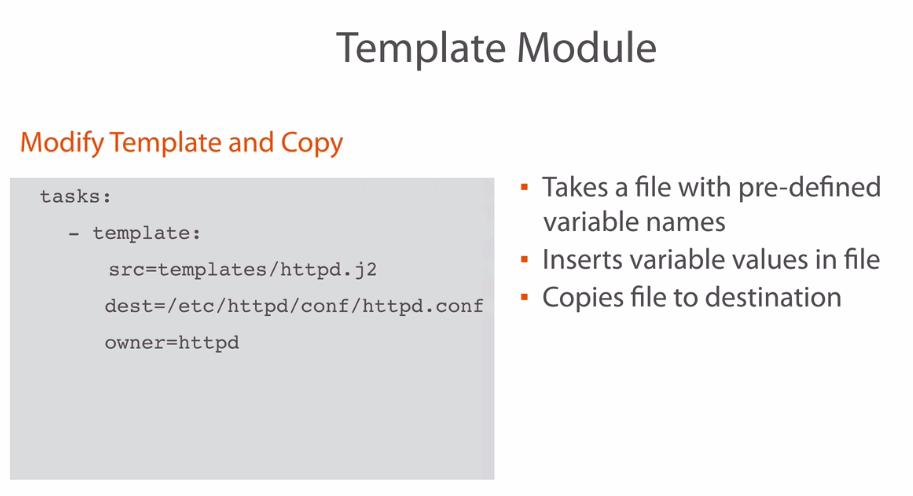 Template Module
Modify Template and Copy
tasks:
- template:
src=templates/httpd.j2
dest=/etc/httpd/conf/httpd.conf
owner=httpd
▪ Takes a file with pre-defined
variable names
▪ Inserts variable values in file
▪ Copies file to destination